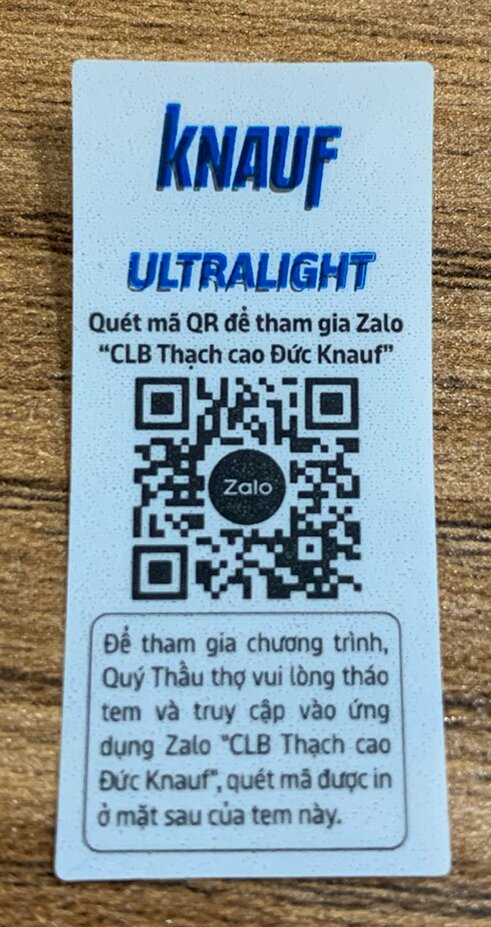 KNAUF
ULTRALIGHT
Quét mã QR để tham gia Zalo
“CLB Thạch cao Đức Knauf”
Zalo
Để tham gia chương trình,
Quý Thầu thợ vui lòng tháo
tem và truy cập vào ứng
dụng Zalo "CLB Thạch cao
Đức Knauf", quét mã được in
ở mặt sau của tem này.